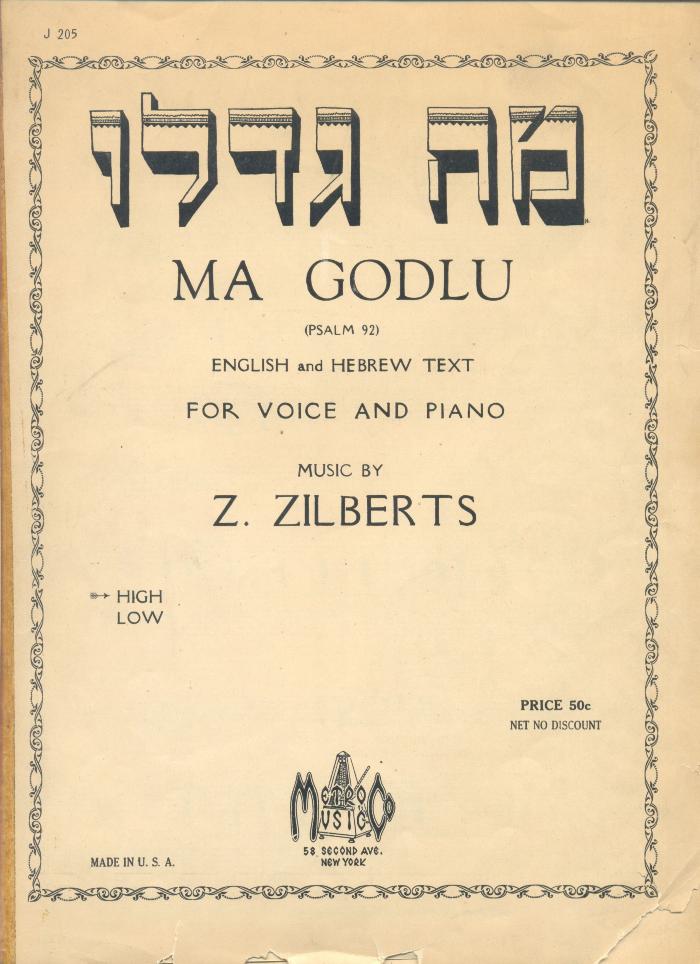 J 205
מה גדלו
MA GODLU
(PSALM 92)
ENGLISH and HEBREW TEXT
FOR VOICE AND PIANO
MUSIC BY
Z. ZILBERTS
HIGH
LOW
PRICE 50c
NET NO DISCOUNT
METRO MUSIC CO
58 SECOND AVE.
NEW YORK
MADE IN U. S. A.